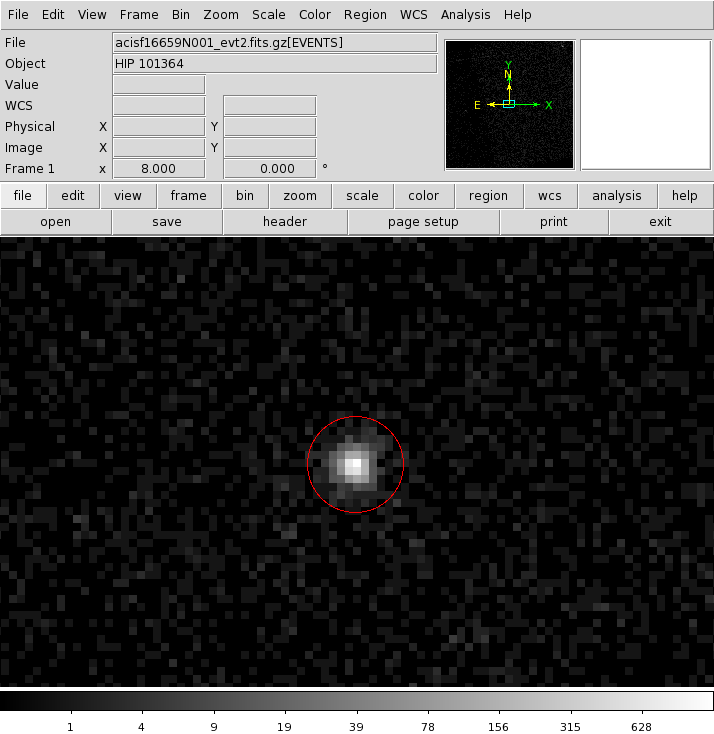 File Edit View Frame Bin Zoom Scale Color Region WCS Analysis Help
File acisf16659N001_evt2.fits.gz[EVENTS]
Object HIP 101364
Value
WCS
Physical X Y
Image X Y
Frame 1 x 8.000 0.000 °
Y
N
E X
file edit view frame bin zoom scale color region wcs analysis help
open save header page setup print exit
1 4 9 19 39 78 156 315 628